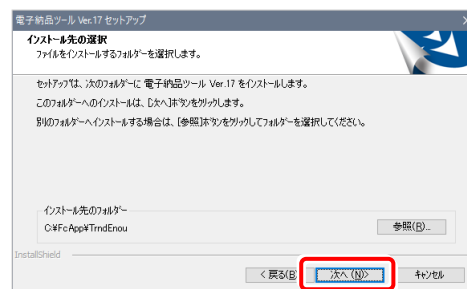 電子納品ツール Ver.17 セットアップ
インストール先の選択
ファイルをインストールするフォルダーを選択します。
セットアップは、次のフォルダーに 電子納品ツール Ver.17 をインストールします。
このフォルダーへのインストールは、[次へ]ボタンをクリックします。
別のフォルダーへインストールする場合は、[参照]ボタンをクリックしてフォルダーを選択してください。
インストール先のフォルダー
C:¥FcApp¥TrndEnou
参照(R)...
InstallShield
< 戻る(B)
次へ (N)>
キャンセル